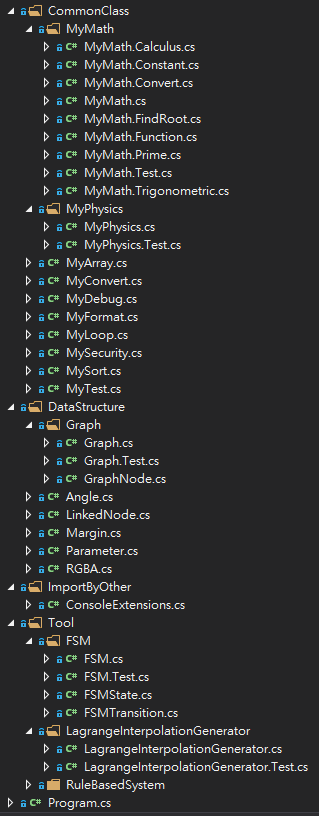 CommonClass
MyMath
C# MyMath.Calculus.cs
C# MyMath.Constant.cs
C# MyMath.Convert.cs
C# MyMath.cs
C# MyMath.FindRoot.cs
C# MyMath.Function.cs
C# MyMath.Prime.cs
C# MyMath.Test.cs
C# MyMath.Trigonometric.cs
MyPhysics
C# MyPhysics.cs
C# MyPhysics.Test.cs
C# MyArray.cs
C# MyConvert.cs
C# MyDebug.cs
C# MyFormat.cs
C# MyLoop.cs
C# MySecurity.cs
C# MySort.cs
C# MyTest.cs
DataStructure
Graph
C# Graph.cs
C# Graph.Test.cs
C# GraphNode.cs
C# Angle.cs
C# LinkedNode.cs
C# Margin.cs
C# Parameter.cs
C# RGBA.cs
ImportByOther
C# ConsoleExtensions.cs
Tool
FSM
C# FSM.cs
C# FSM.Test.cs
C# FSMState.cs
C# FSMTransition.cs
LagrangeInterpolationGenerator
C# LagrangeInterpolationGenerator.cs
C# LagrangeInterpolationGenerator.Test.cs
RuleBasedSystem
C# Program.cs